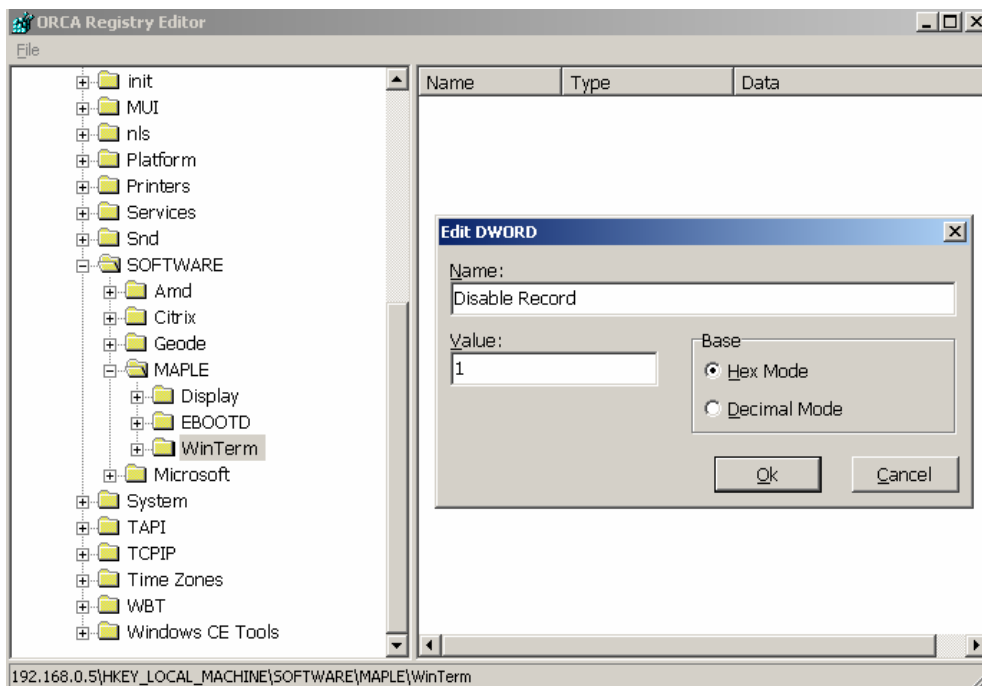 ORCA Registry Editor
File
init
MUI
nls
Platform
Printers
Services
Snd
SOFTWARE
Amd
Citrix
Geode
MAPLE
Display
EBOOTD
WinTerm
Microsoft
System
TAPI
TCPIP
Time Zones
WBT
Windows CE Tools
Name Type Data
Edit DWORD
Name:
Disable Record
Value:
1
Base
Hex Mode
Decimal Mode
Ok Cancel
192.168.0.5\HKEY_LOCAL_MACHINE\SOFTWARE\MAPLE\WinTerm